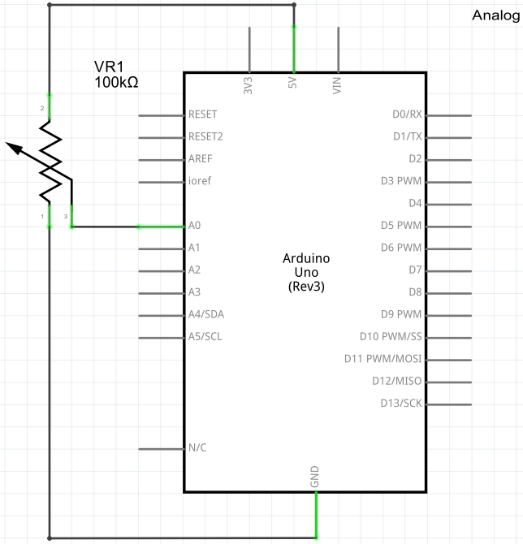 Analog
VR1
100kΩ
3V3
5V
VIN
RESET
RESET2
AREF
ioref
A0
A1
A2
A3
A4/SDA
A5/SCL
N/C
2
1
3
Arduino
Uno
(Rev3)
D0/RX
D1/TX
D2
D3 PWM
D4
D5 PWM
D6 PWM
D7
D8
D9 PWM
D10 PWM/SS
D11 PWM/MOSI
D12/MISO
D13/SCK
GND